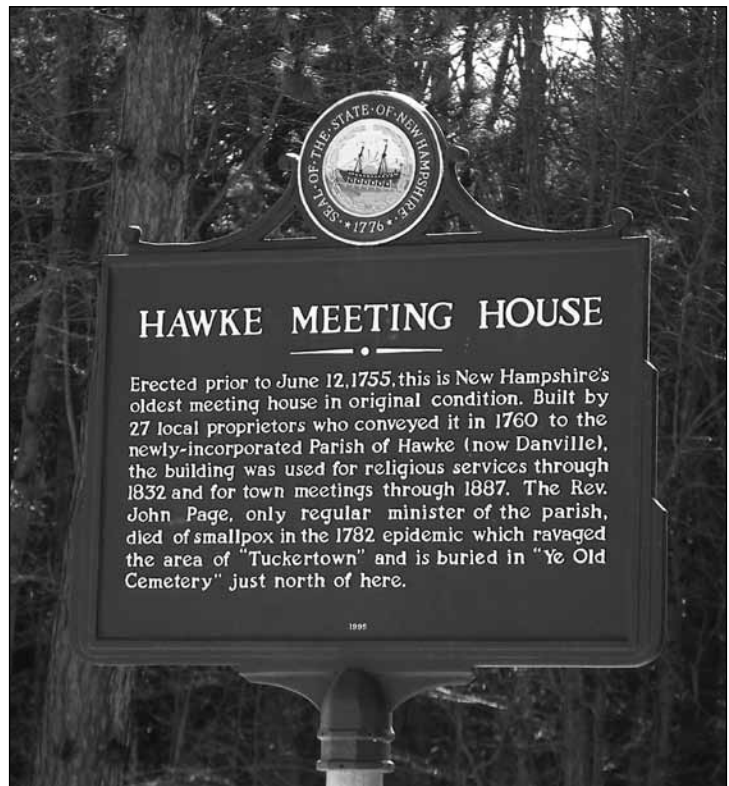 SEAL·OF·THE·STATE·OF·NEW HAMPSHIRE·
*1776*
HAWKE MEETING HOUSE
Erected prior to June 12,1755, this is New Hampshire's
oldest meeting house in original condition. Built by
27 local proprietors who conveyed it in 1760 to the
newly-incorporated Parish of Hawke (now Danville),
the building was used for religious services through
1832 and for town meetings through 1887. The Rev.
John Page, only regular minister of the parish,
died of smallpox in the 1782 epidemic which ravaged
the area of "Tuckertown" and is buried in "Ye Old
Cemetery" just north of here.
1995